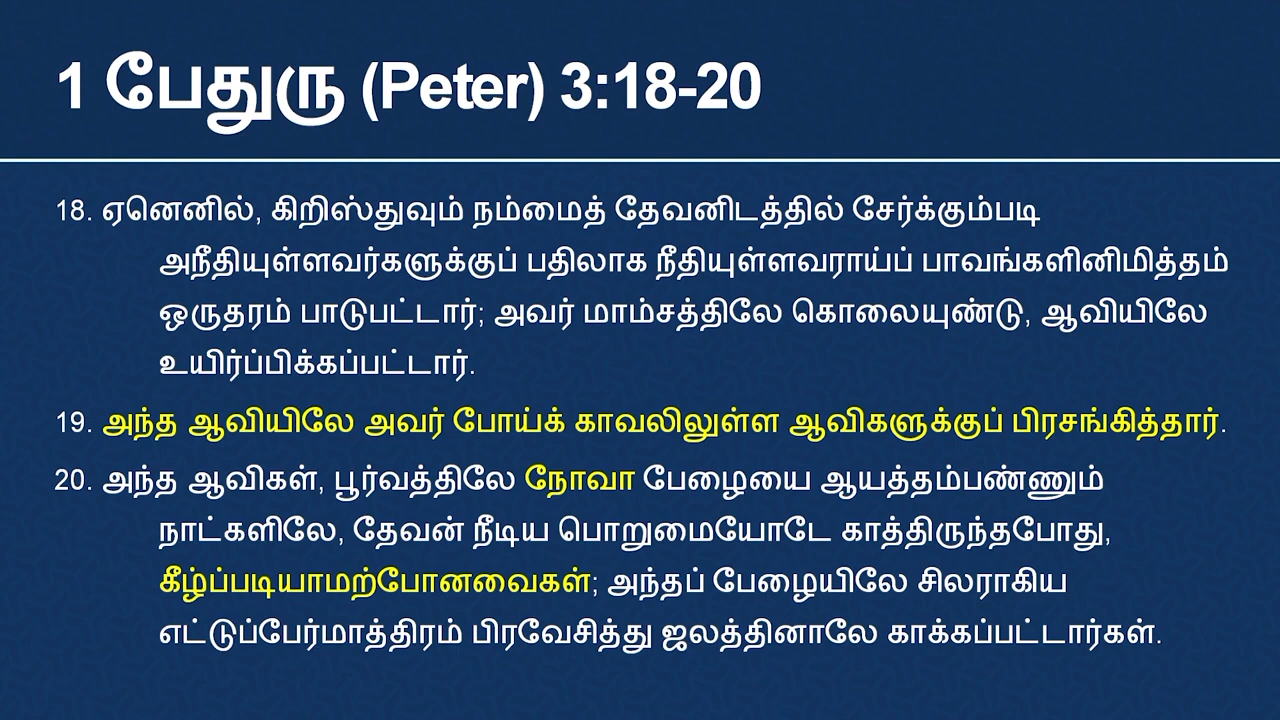 1 பேதுரு (Peter) 3:18-20
18. ஏனெனில், கிறிஸ்துவும் நம்மைத் தேவனிடத்தில் சேர்க்கும்படி
அநீதியுள்ளவர்களுக்குப் பதிலாக நீதியுள்ளவராய்ப் பாவங்களினிமித்தம்
ஒருதரம் பாடுபட்டார்; அவர் மாம்சத்திலே கொலையுண்டு, ஆவியிலே
உயிர்ப்பிக்கப்பட்டார்.
19. அந்த ஆவியிலே அவர் போய்க் காவலிலுள்ள ஆவிகளுக்குப் பிரசங்கித்தார்.
20. அந்த ஆவிகள், பூர்வத்திலே நோவா பேழையை ஆயத்தம்பண்ணும்
நாட்களிலே, தேவன் நீடிய பொறுமையோடே காத்திருந்தபோது,
கீழ்ப்படியாமற்போனவைகள்; அந்தப் பேழையிலே சிலராகிய
எட்டுப்பேர்மாத்திரம் பிரவேசித்து ஜலத்தினாலே காக்கப்பட்டார்கள்.